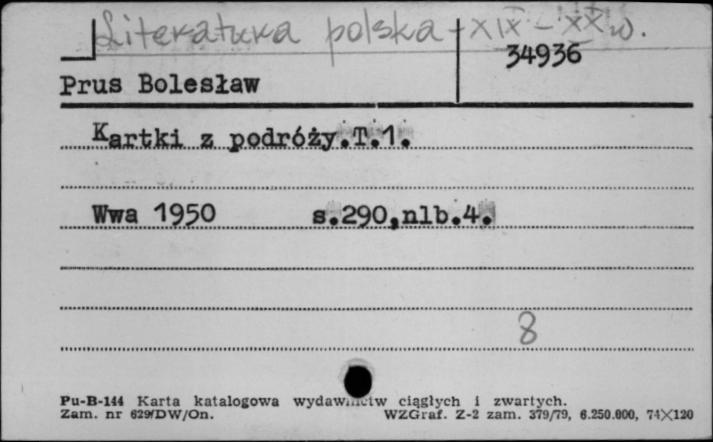 Literatura polska XIX-XX w.
34936
Prus Bolesław
Kartki z podróży.T.1.
Wwa 1950 s.290,nlb.4.
8
Pu-B-144 Karta katalogowa wydawnictw ciągłych i zwartych.
Zam. nr 629/DW/On. WZGraf. Z-2 zam. 379/79, 6.250.000, 74X120